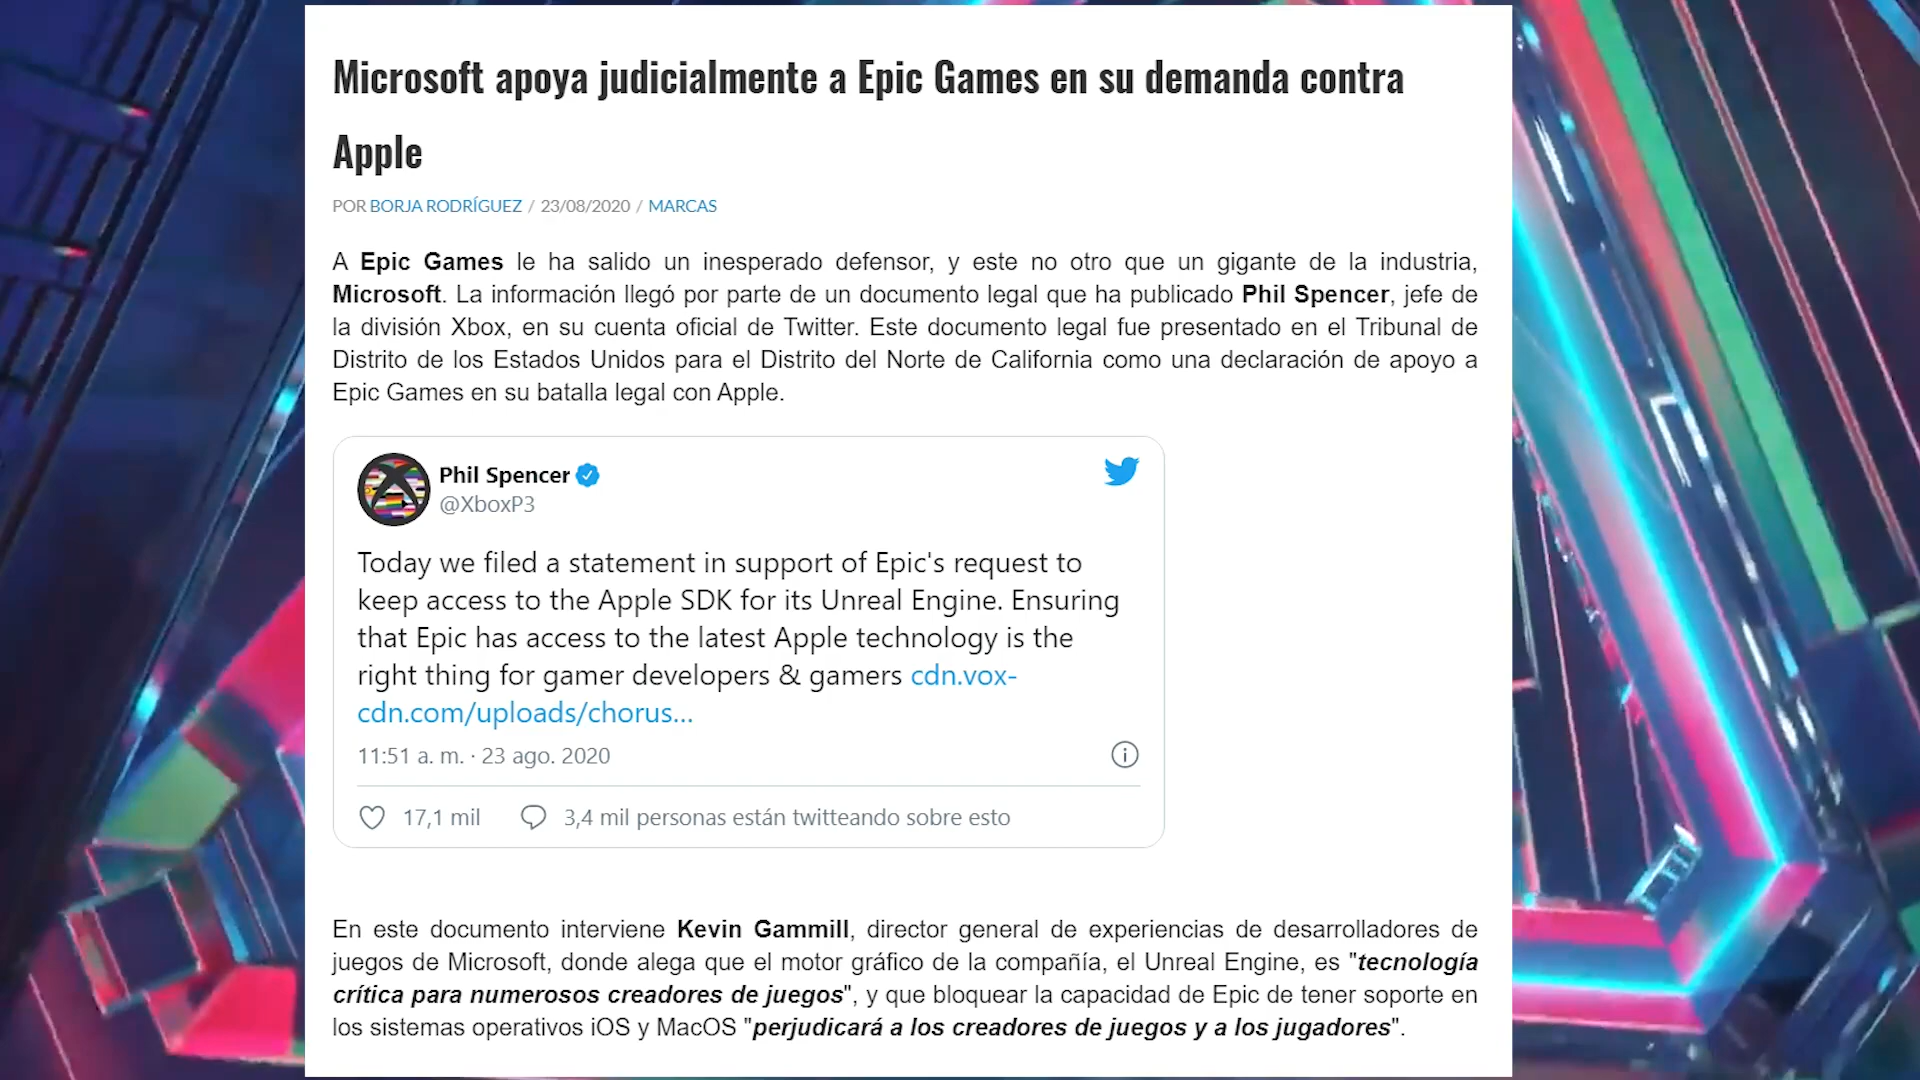 Microsoft apoya judicialmente a Epic Games en su demanda contra
Apple
POR BORJA RODRÍGUEZ / 23/08/2020 / MARCAS
A Epic Games le ha salido un inesperado defensor, y este no otro que un gigante de la industria,
Microsoft. La información llegó por parte de un documento legal que ha publicado Phil Spencer, jefe de
la división Xbox, en su cuenta oficial de Twitter. Este documento legal fue presentado en el Tribunal de
Distrito de los Estados Unidos para el Distrito del Norte de California como una declaración de apoyo a
Epic Games en su batalla legal con Apple.
Phil Spencer
@XboxP3
Today we filed a statement in support of Epic's request to
keep access to the Apple SDK for its Unreal Engine. Ensuring
that Epic has access to the latest Apple technology is the
right thing for gamer developers & gamers cdn.vox-
cdn.com/uploads/chorus...
11:51 a. m. · 23 ago. 2020
17,1 mil 3,4 mil personas están twitteando sobre esto
En este documento interviene Kevin Gammill, director general de experiencias de desarrolladores de
juegos de Microsoft, donde alega que el motor gráfico de la compañía, el Unreal Engine, es "tecnología
crítica para numerosos creadores de juegos", y que bloquear la capacidad de Epic de tener soporte en
los sistemas operativos iOS y MacOS "perjudicará a los creadores de juegos y a los jugadores".